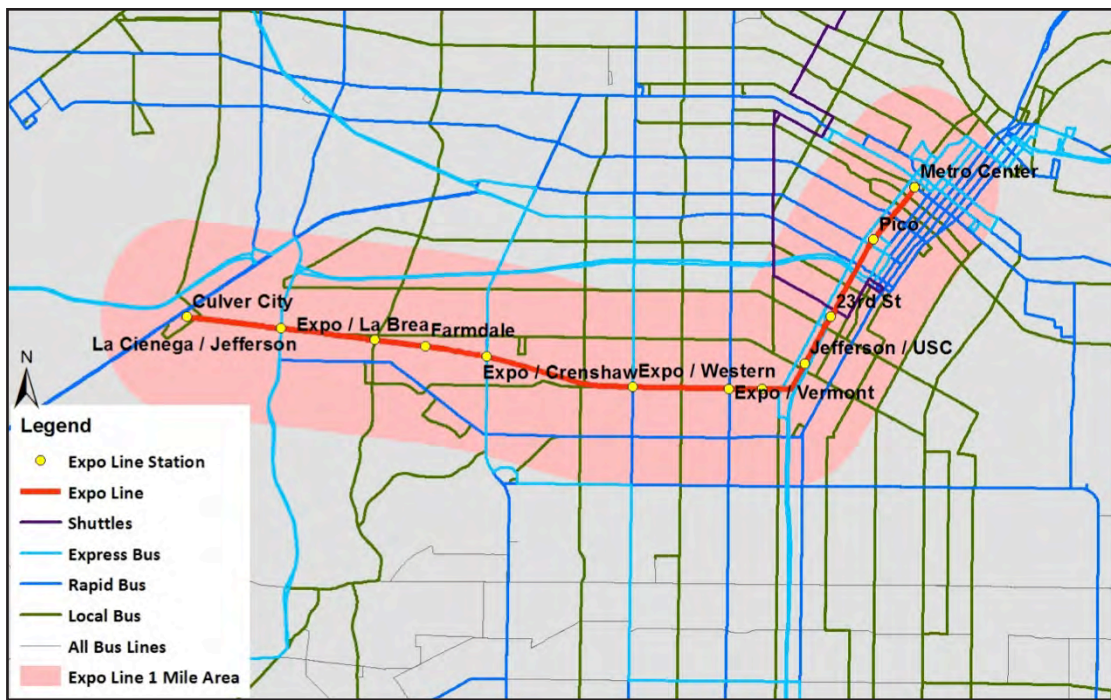 Metro Center
Pico
23rd St
Jefferson / USC
Culver City
Expo / La Brea
Farmdale
La Cienega / Jefferson
Expo / Crenshaw
Expo / Western
Expo / Vermont
N
Legend
Expo Line Station
Expo Line
Shuttles
Express Bus
Rapid Bus
Local Bus
All Bus Lines
Expo Line 1 Mile Area